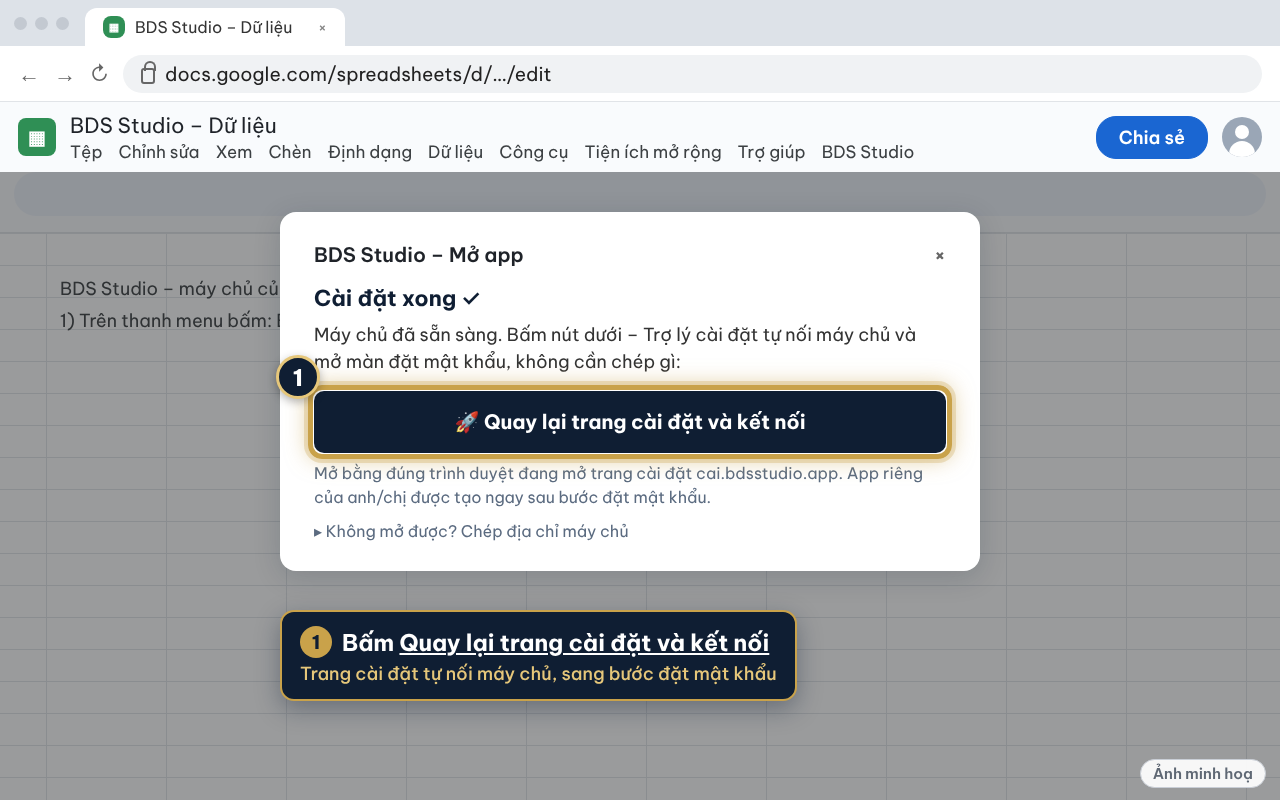 BDS Studio – Dữ liệu ×
docs.google.com/spreadsheets/d/…/edit
BDS Studio – Dữ liệu
Tệp Chỉnh sửa Xem Chèn Định dạng Dữ liệu Công cụ Tiện ích mở rộng Trợ giúp BDS Studio
Chia sẻ
BDS Studio – máy chủ củ
1) Trên thanh menu bấm:
BDS Studio – Mở app ×
Cài đặt xong ✓
Máy chủ đã sẵn sàng. Bấm nút dưới – Trợ lý cài đặt tự nối máy chủ và
mở màn đặt mật khẩu, không cần chép gì:
1
🚀 Quay lại trang cài đặt và kết nối
Mở bằng đúng trình duyệt đang mở trang cài đặt cai.bdsstudio.app. App riêng
của anh/chị được tạo ngay sau bước đặt mật khẩu.
▸ Không mở được? Chép địa chỉ máy chủ
1 Bấm Quay lại trang cài đặt và kết nối
Trang cài đặt tự nối máy chủ, sang bước đặt mật khẩu
Ảnh minh hoạ